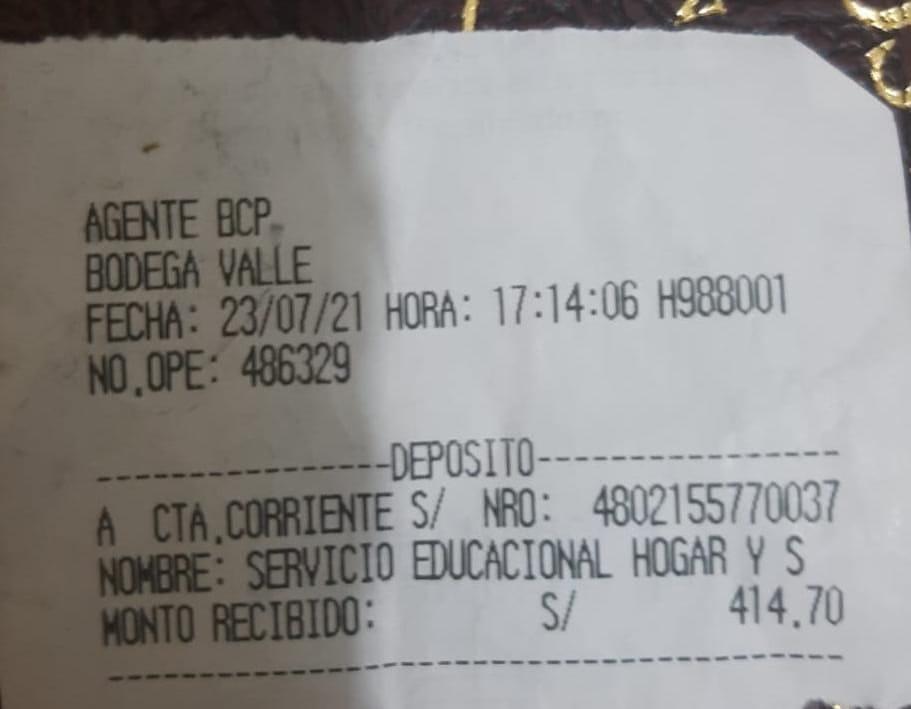 AGENTE BCP
BODEGA VALLE
FECHA: 23/07/21 HORA: 17:14:06 H988001
NO.OPE: 486329
----------------DEPOSITO----------------
A CTA.CORRIENTE S/ NRO: 4802155770037
NOMBRE: SERVICIO EDUCACIONAL HOGAR Y S
MONTO RECIBIDO: S/ 414.70